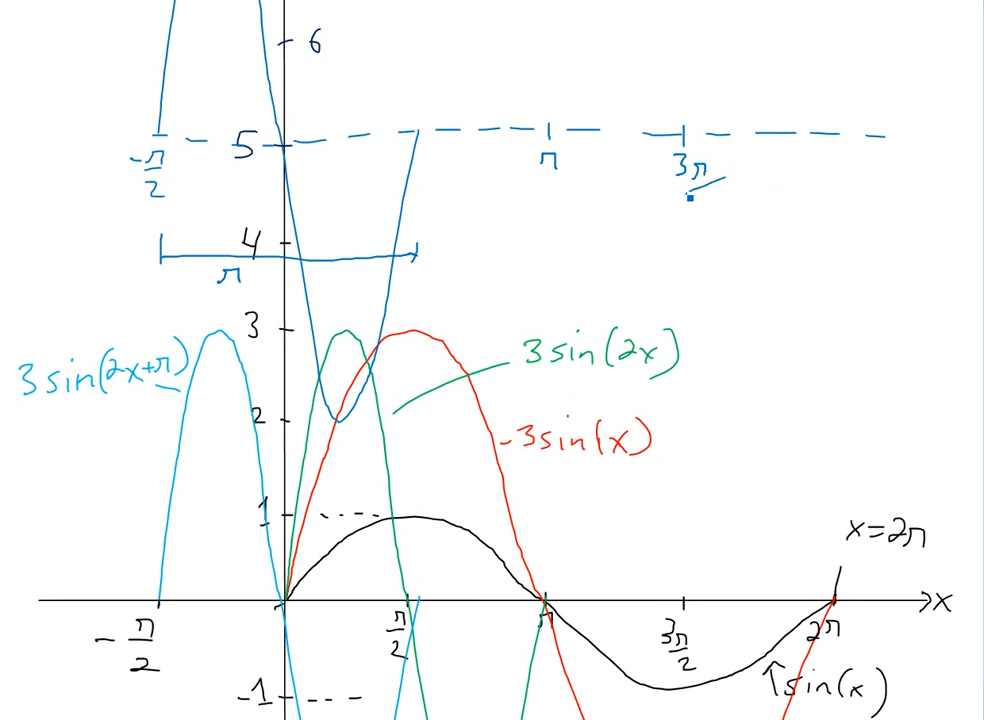 6
5
-π/2
π
3π
4
π
3
3sin(2x+π)
3sin(2x)
2
-3sin(x)
1
x=2π
x
-π/2
π/2
π
3π/2
2π
-1
↑sin(x)